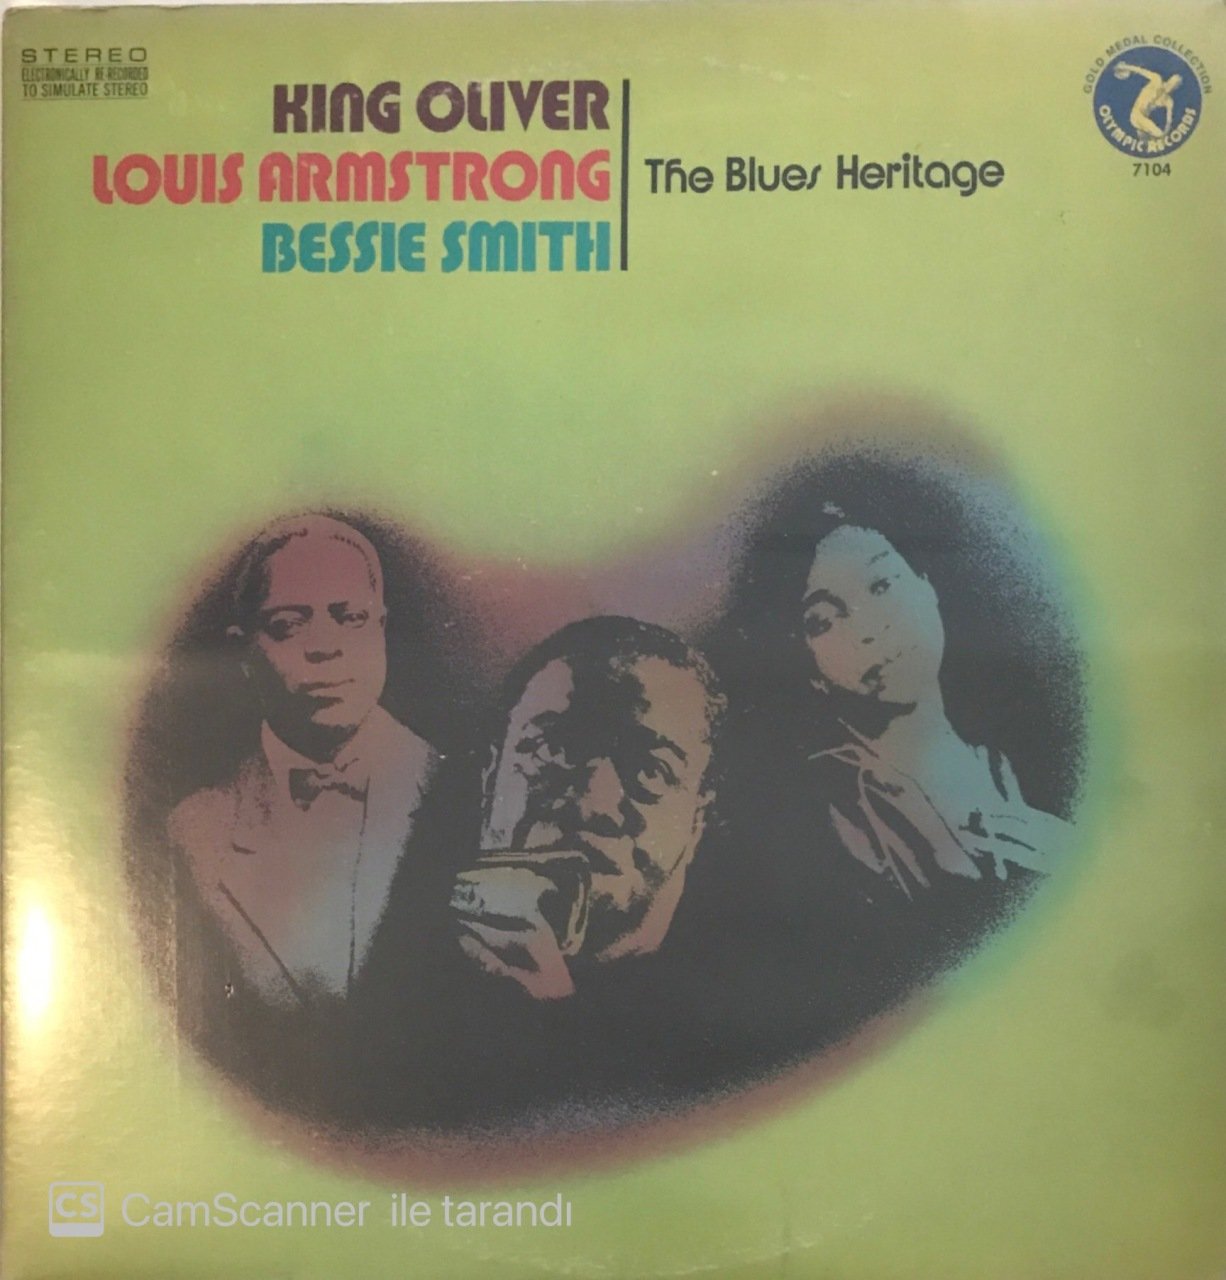 STEREO
ELECTRONICALLY RE-RECORDED
TO SIMULATE STEREO
KING OLIVER
LOUIS ARMSTRONG
BESSIE SMITH
The Blues Heritage
GOLD MEDAL COLLECTION
OLYMPIC RECORDS
7104
CS CamScanner ile tarandı